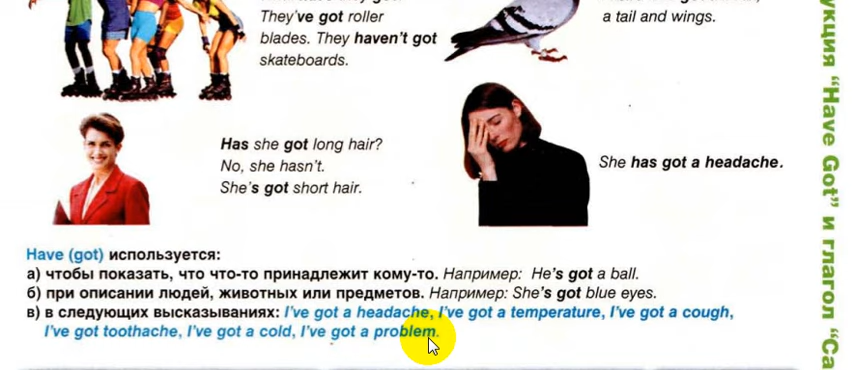 They've got roller
blades. They haven't got
skateboards.
a tail and wings.
Has she got long hair?
No, she hasn't.
She's got short hair.
She has got a headache.
Have (got) используется:
а) чтобы показать, что что-то принадлежит кому-то. Например: He's got a ball.
б) при описании людей, животных или предметов. Например: She's got blue eyes.
в) в следующих высказываниях: I've got a headache, I've got a temperature, I've got a cough,
I've got toothache, I've got a cold, I've got a problem.
укция “Have Got” и глагол “Ca